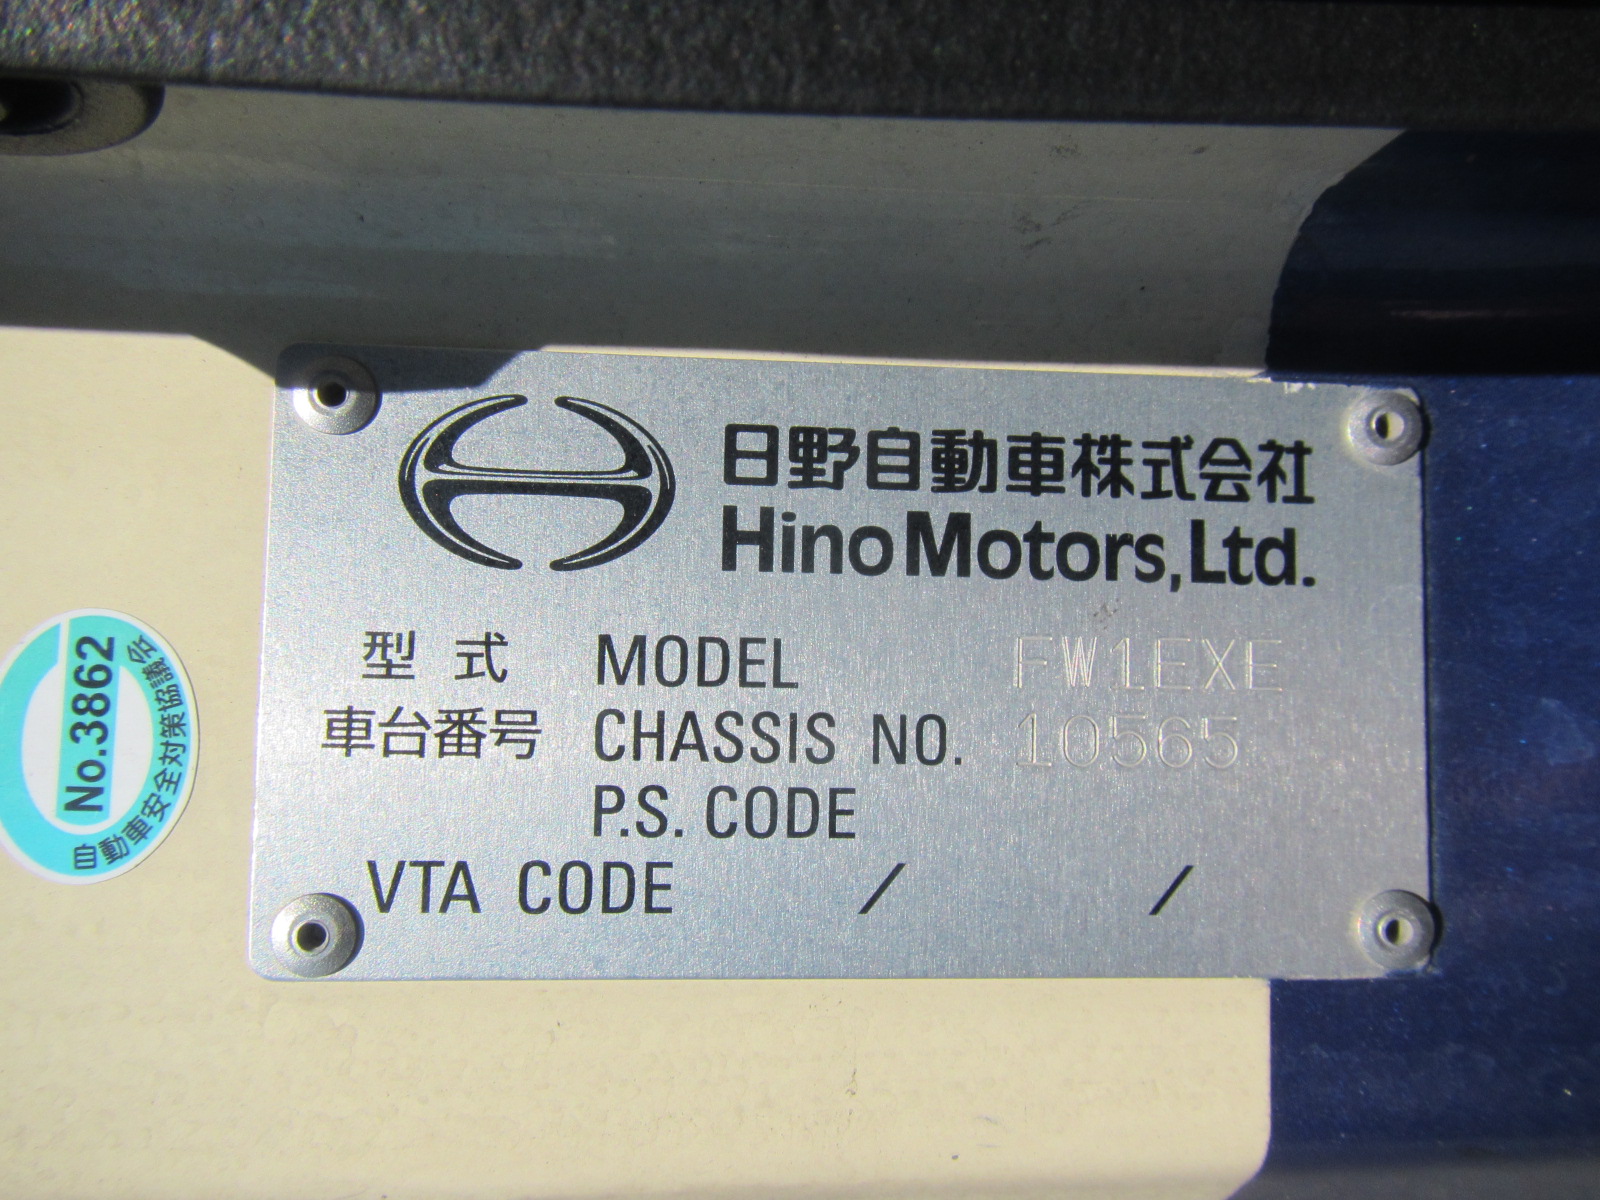 日野自動車株式会社
Hino Motors, Ltd.
型式 MODEL FW1EXE
車台番号 CHASSIS NO. 10565
P.S. CODE
VTA CODE / /
No.3862
自動車安全対策協議会